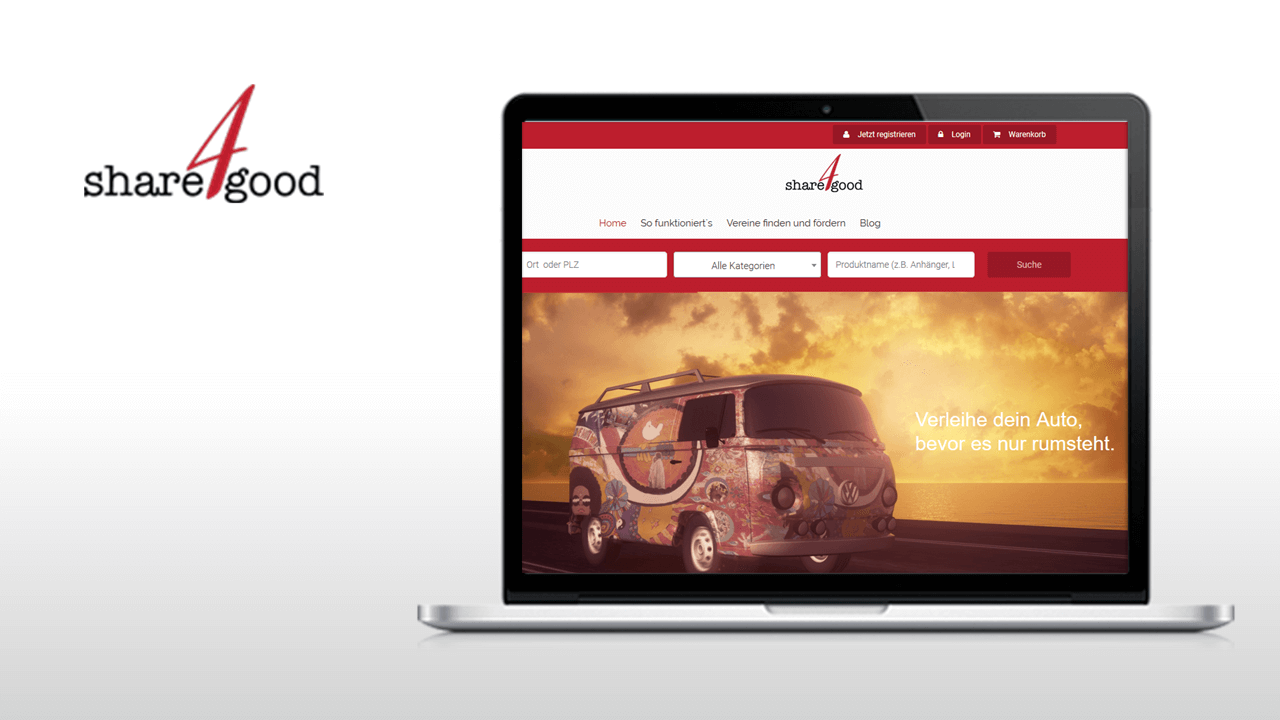 share4good
Jetzt registrieren
Login
Warenkorb
share4good
Home
So funktioniert´s
Vereine finden und fördern
Blog
Ort oder PLZ
Alle Kategorien
Produktname (z.B. Anhänger, L
Suche
Verleihe dein Auto,
bevor es nur rumsteht.